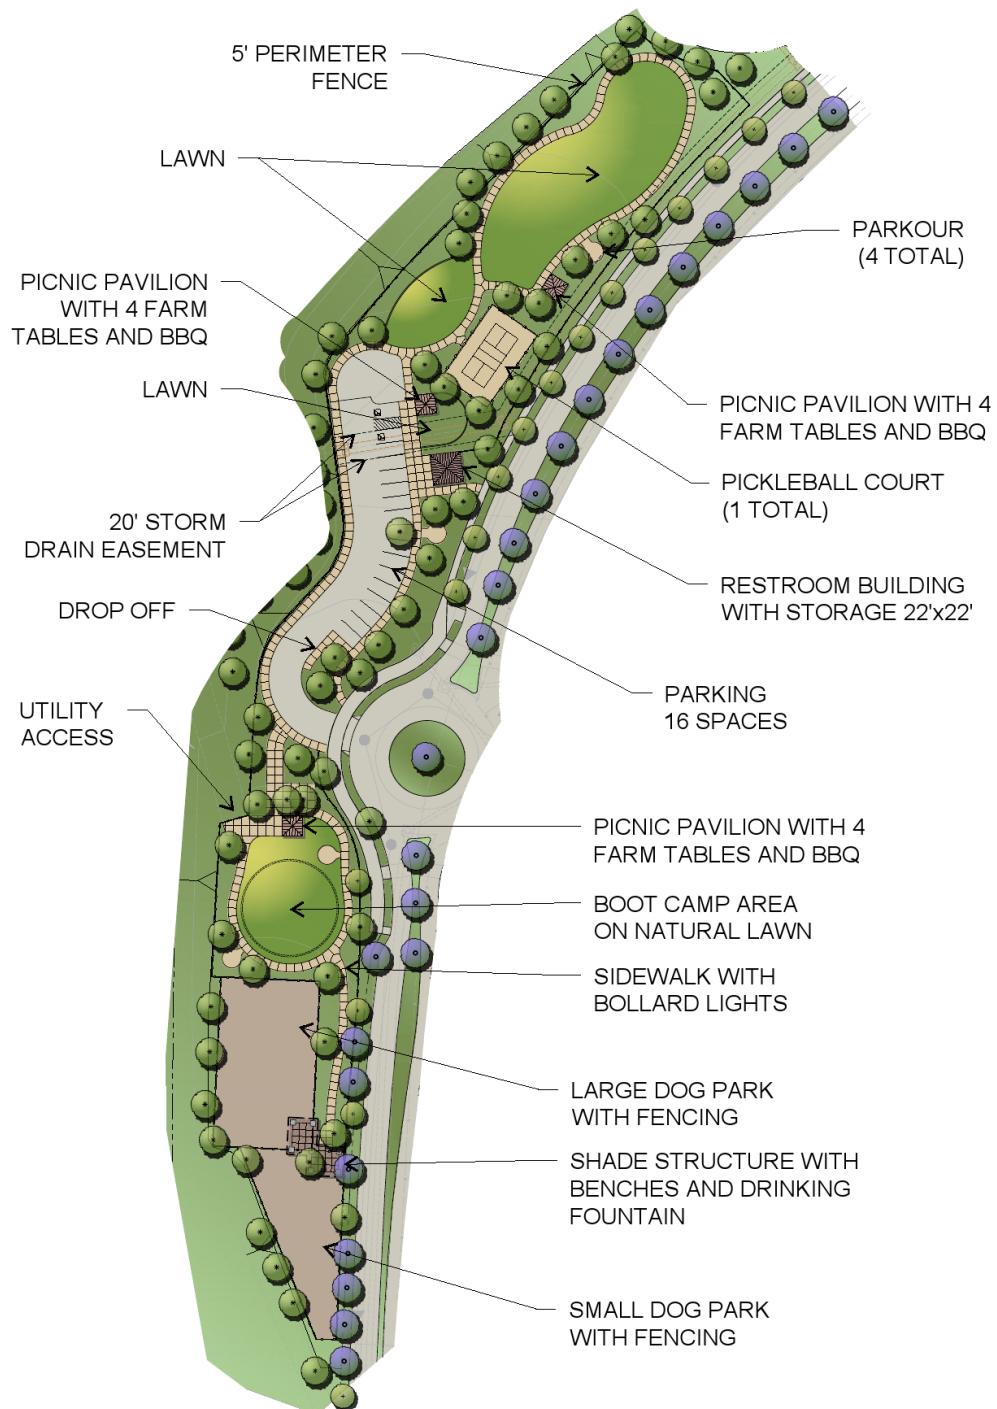 5' PERIMETER
FENCE
LAWN
PARKOUR
(4 TOTAL)
PICNIC PAVILION
WITH 4 FARM
TABLES AND BBQ
LAWN
PICNIC PAVILION WITH 4
FARM TABLES AND BBQ
PICKLEBALL COURT
(1 TOTAL)
20' STORM
DRAIN EASEMENT
RESTROOM BUILDING
WITH STORAGE 22'x22'
DROP OFF
PARKING
16 SPACES
UTILITY
ACCESS
PICNIC PAVILION WITH 4
FARM TABLES AND BBQ
BOOT CAMP AREA
ON NATURAL LAWN
SIDEWALK WITH
BOLLARD LIGHTS
LARGE DOG PARK
WITH FENCING
SHADE STRUCTURE WITH
BENCHES AND DRINKING
FOUNTAIN
SMALL DOG PARK
WITH FENCING